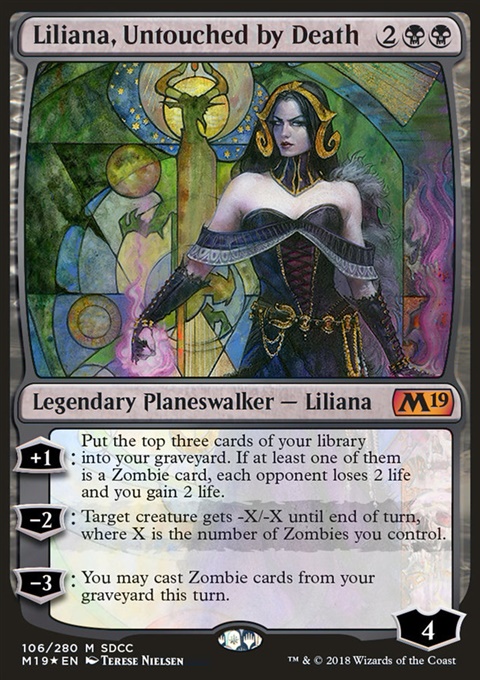 Liliana, Untouched by Death 2
Legendary Planeswalker — Liliana M19
+1 : Put the top three cards of your library
into your graveyard. If at least one of them
is a Zombie card, each opponent loses 2 life
and you gain 2 life.
-2 : Target creature gets -X/-X until end of turn,
where X is the number of Zombies you control.
-3 : You may cast Zombie cards from your
graveyard this turn.
4
106/280 M SDCC
M19★EN Terese Nielsen ™ & © 2018 Wizards of the Coast